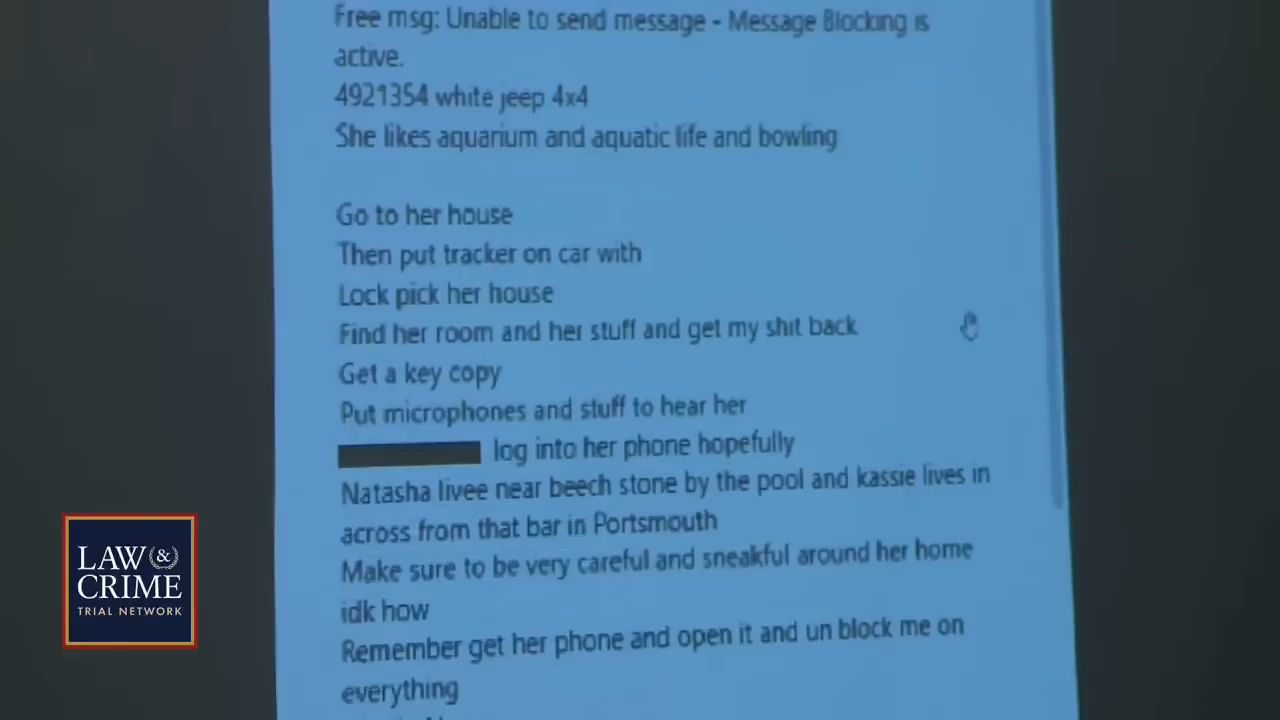 Free msg: Unable to send message - Message Blocking is
active.
4921354 white jeep 4x4
She likes aquarium and aquatic life and bowling
Go to her house
Then put tracker on car with
Lock pick her house
Find her room and her stuff and get my shit back
Get a key copy
Put microphones and stuff to hear her
log into her phone hopefully
Natasha livee near beech stone by the pool and kassie lives in
across from that bar in Portsmouth
Make sure to be very careful and sneakful around her home
idk how
Remember get her phone and open it and un block me on
everything
LAW &
CRIME
TRIAL NETWORK